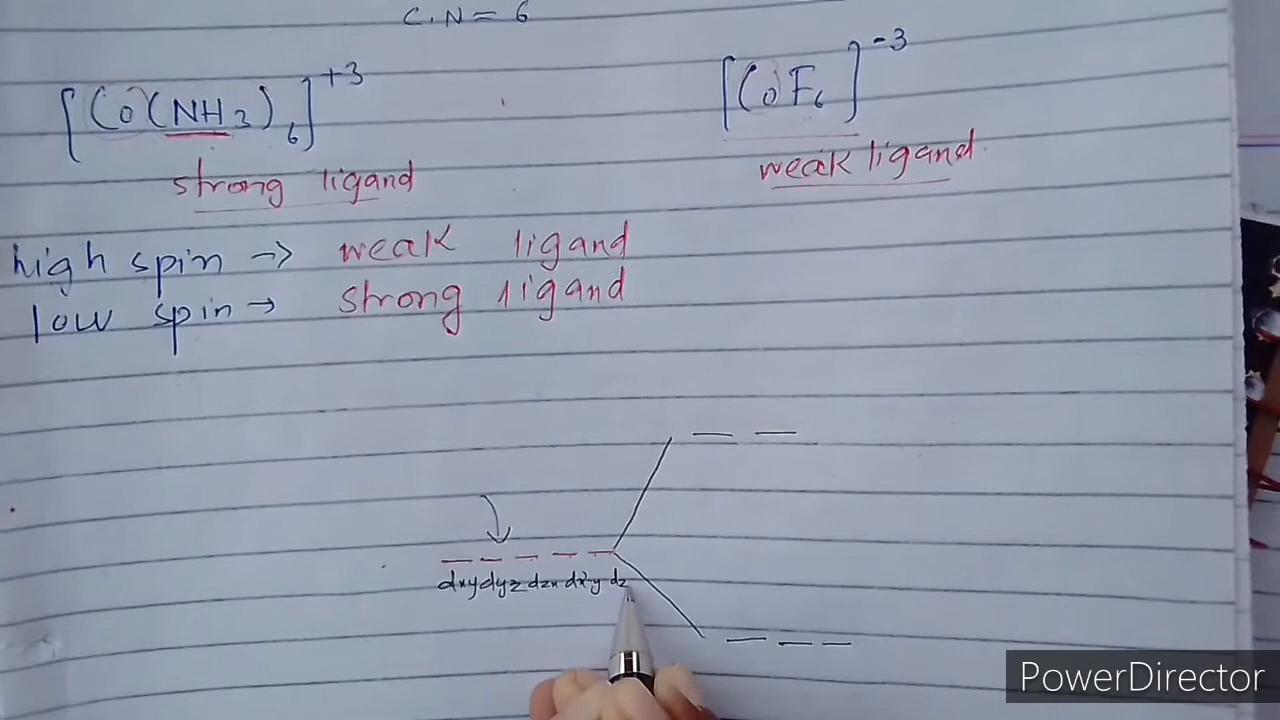 C.N = 6
[Co(NH3)6]+3
[CoF6]-3
strong ligand
weak ligand
high spin → weak ligand
low spin → strong ligand
dxy dyz dzx dx²y dz
PowerDirector